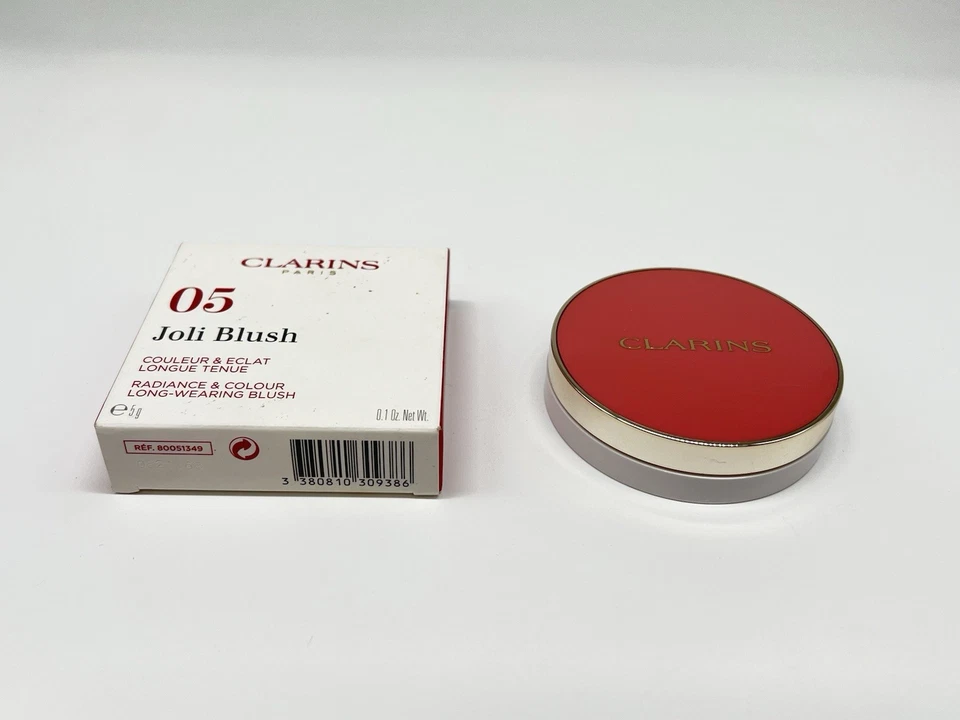 CLARINS
PARIS
05
Joli Blush
COULEUR & ECLAT
LONGUE TENUE
RADIANCE & COLOUR
LONG-WEARING BLUSH
℮ 5 g
0.1 Oz. Net Wt.
RÉF. 80051349
3 380810 309386
CLARINS